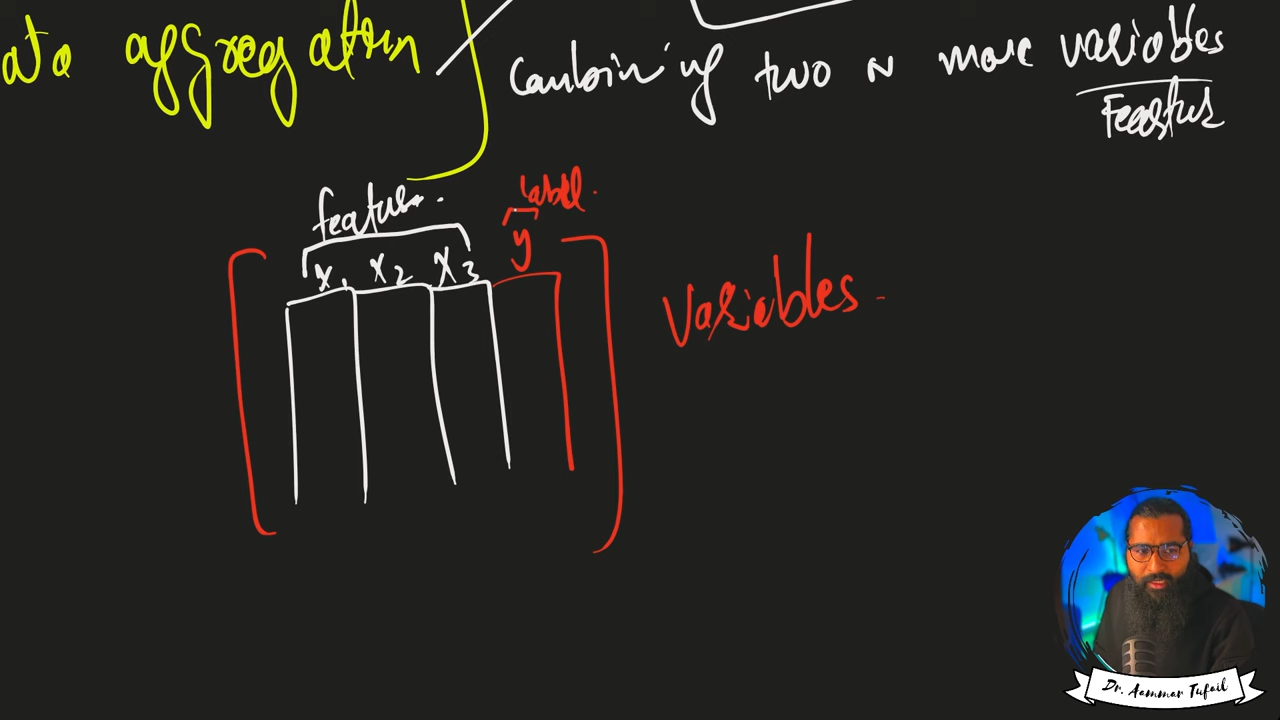 ata aggregation
Combining two or more variables
Features
features.
label.
x1 x2 x3 y
Variables.
Dr. Aammar Tufail